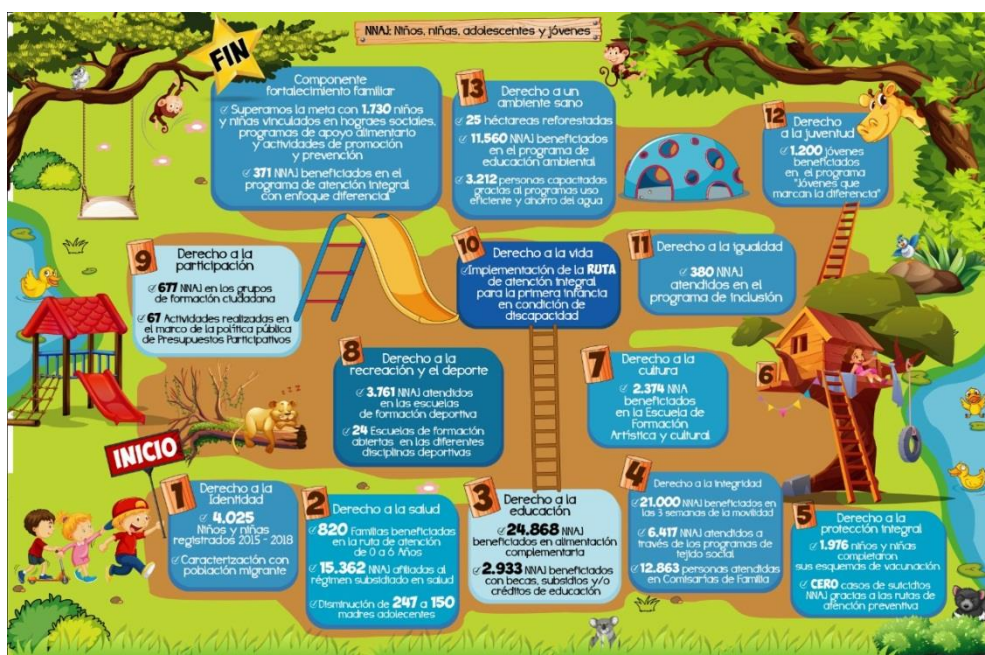 NNAJ: Niños, niñas, adolescentes y jóvenes
FIN
Componente
fortalecimiento familiar
Superamos la meta con 1.730 niños
y niñas vinculados en hograes sociales,
programas de apoyo alimentario
y actividades de promoción
y prevención
371 NNAJ beneficiados en el
programa de atención integral
con enfoque diferencial
13
Derecho a un
ambiente sano
25 héctareas reforestadas
11.560 NNAJ beneficiados
en el programa de
educación ambiental
3.212 personas capacitadas
gracias al programas uso
eficiente y ahorro del agua
12
Derecho
a la juventud
1.200 jóvenes
beneficiados
en el programa
"Jóvenes que
marcan la diferencia"
9
Derecho a la
participación
677 NNAJ en los grupos
de formación ciudadana
67 Actividades realizadas en
el marco de la política pública
de Presupuestos Participativos
10
Derecho a la vida
Implementación de la RUTA
de atención integral
para la primera infancia
en condición de
discapacidad
11
Derecho a la igualdad
380 NNAJ
atendidos en el
programa de inclusión
8
Derecho a la
recreación y el deporte
3.761 NNAJ atendidos
en las escuelas
de formación deportiva
24 Escuelas de formación
abiertas en las diferentes
disciplinas deportivas
7
Derecho a la
cultura
2.374 NNA
beneficiados
en la Escuela de
Formación
Artística y cultural
6
INICIO
1
Derecho a la
Identidad
4.025
Niños y niñas
registrados 2015 - 2018
Caracterización con
población migrante
2
Derecho a la salud
820 Familias beneficiadas
en la ruta de atención
de 0 a 6 Años
15.362 NNAJ afiliadas al
régimen subsidiado en salud
Disminución de 247 a 150
madres adolecentes
3
Derecho a la
educación
24.868 NNAJ
beneficiados en alimentación
complementaria
2.933 NNAJ beneficiados
con becas, subsidios y/o
créditos de educación
4
Derecho a la integridad
21.000 NNAJ beneficiados en
las 3 semanas de la movilidad
6.417 NNAJ atendidos a
través de los programas de
tejido social
12.863 personas atendidas
en Comisarías de Familia
5
Derecho a la
protección integral
1.976 niños y niñas
completaron
sus esquemas de vacunación
CERO casos de suicidios
NNAJ gracias a las rutas de
atención preventiva